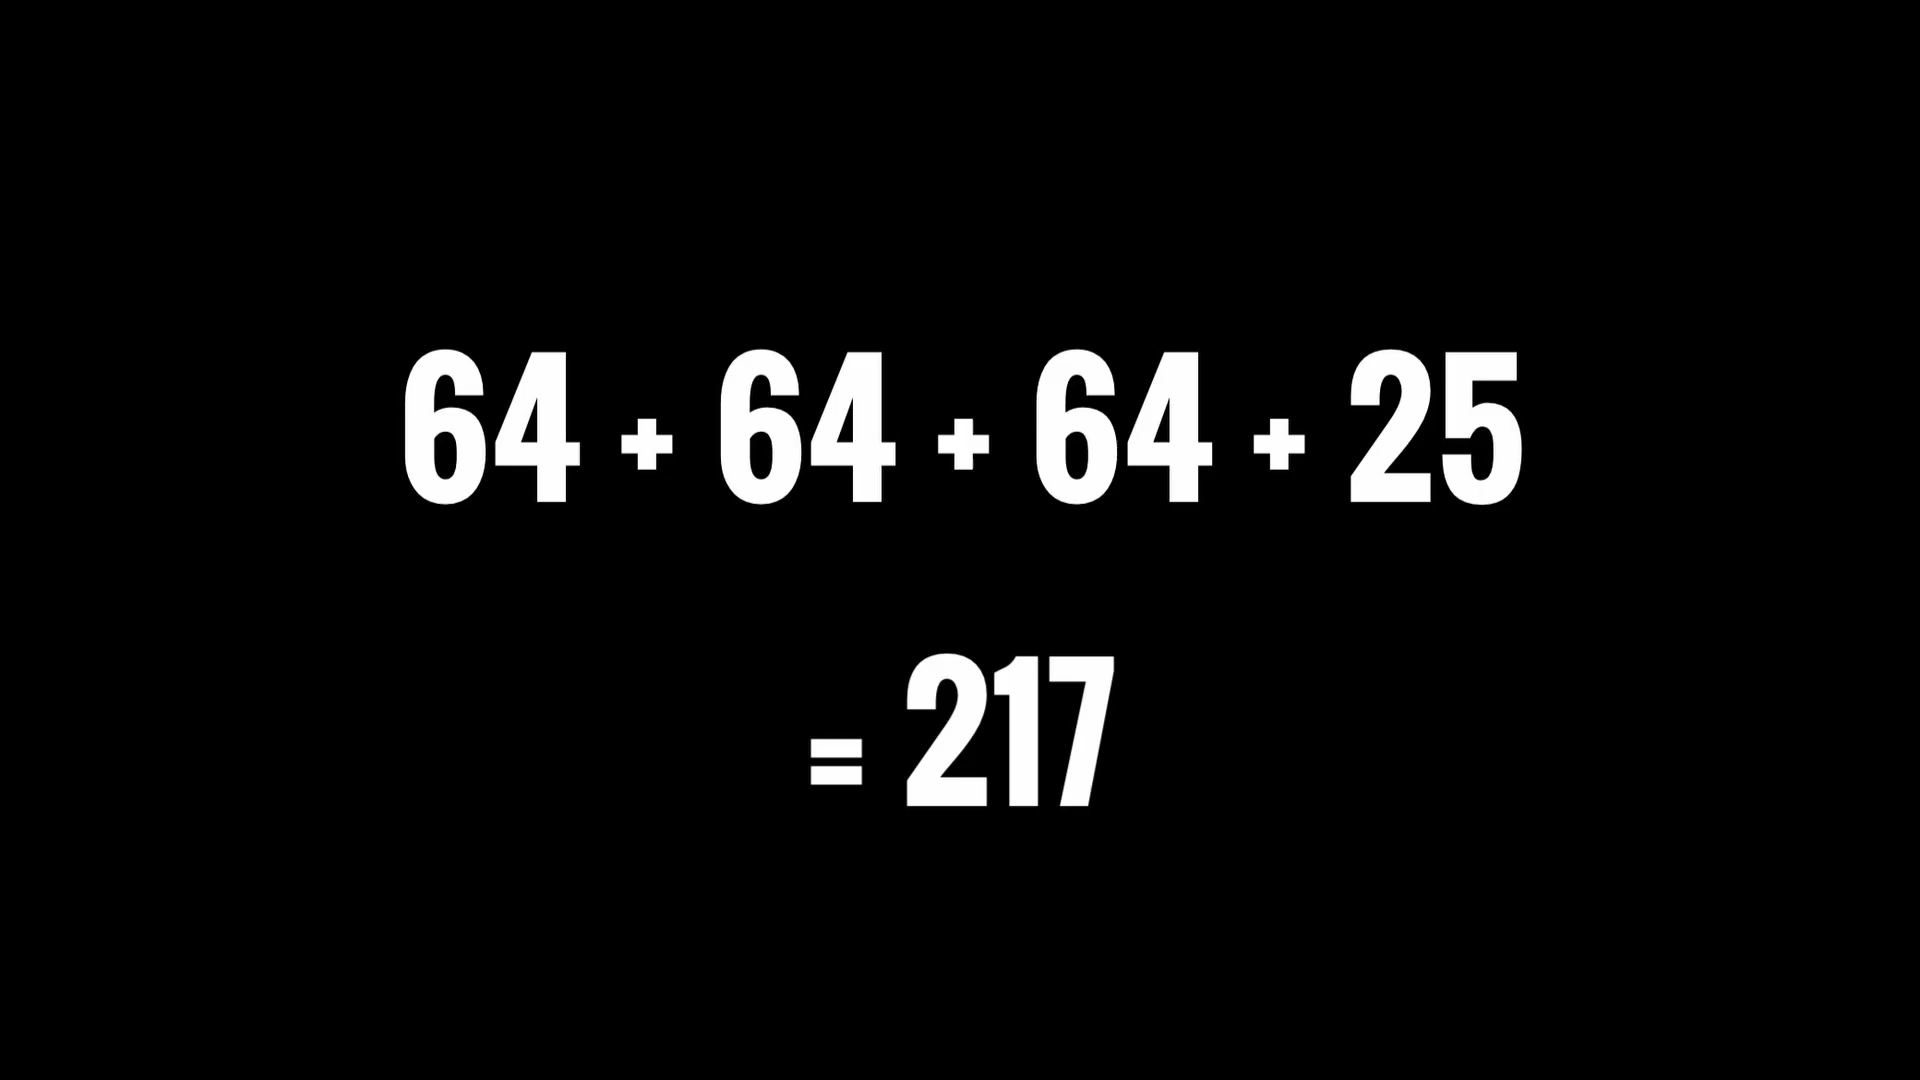 64 + 64 + 64 + 25
= 217